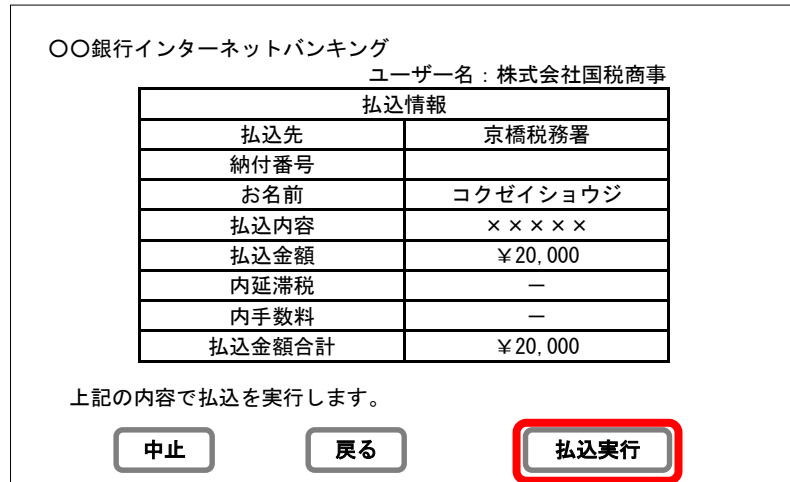 〇〇銀行インターネットバンキング
ユーザー名：株式会社国税商事
払込情報
払込先 京橋税務署
納付番号
お名前 コクゼイショウジ
払込内容 ×××××
払込金額 ￥20,000
内延滞税 －
内手数料 －
払込金額合計 ￥20,000
上記の内容で払込を実行します。
中止 戻る 払込実行